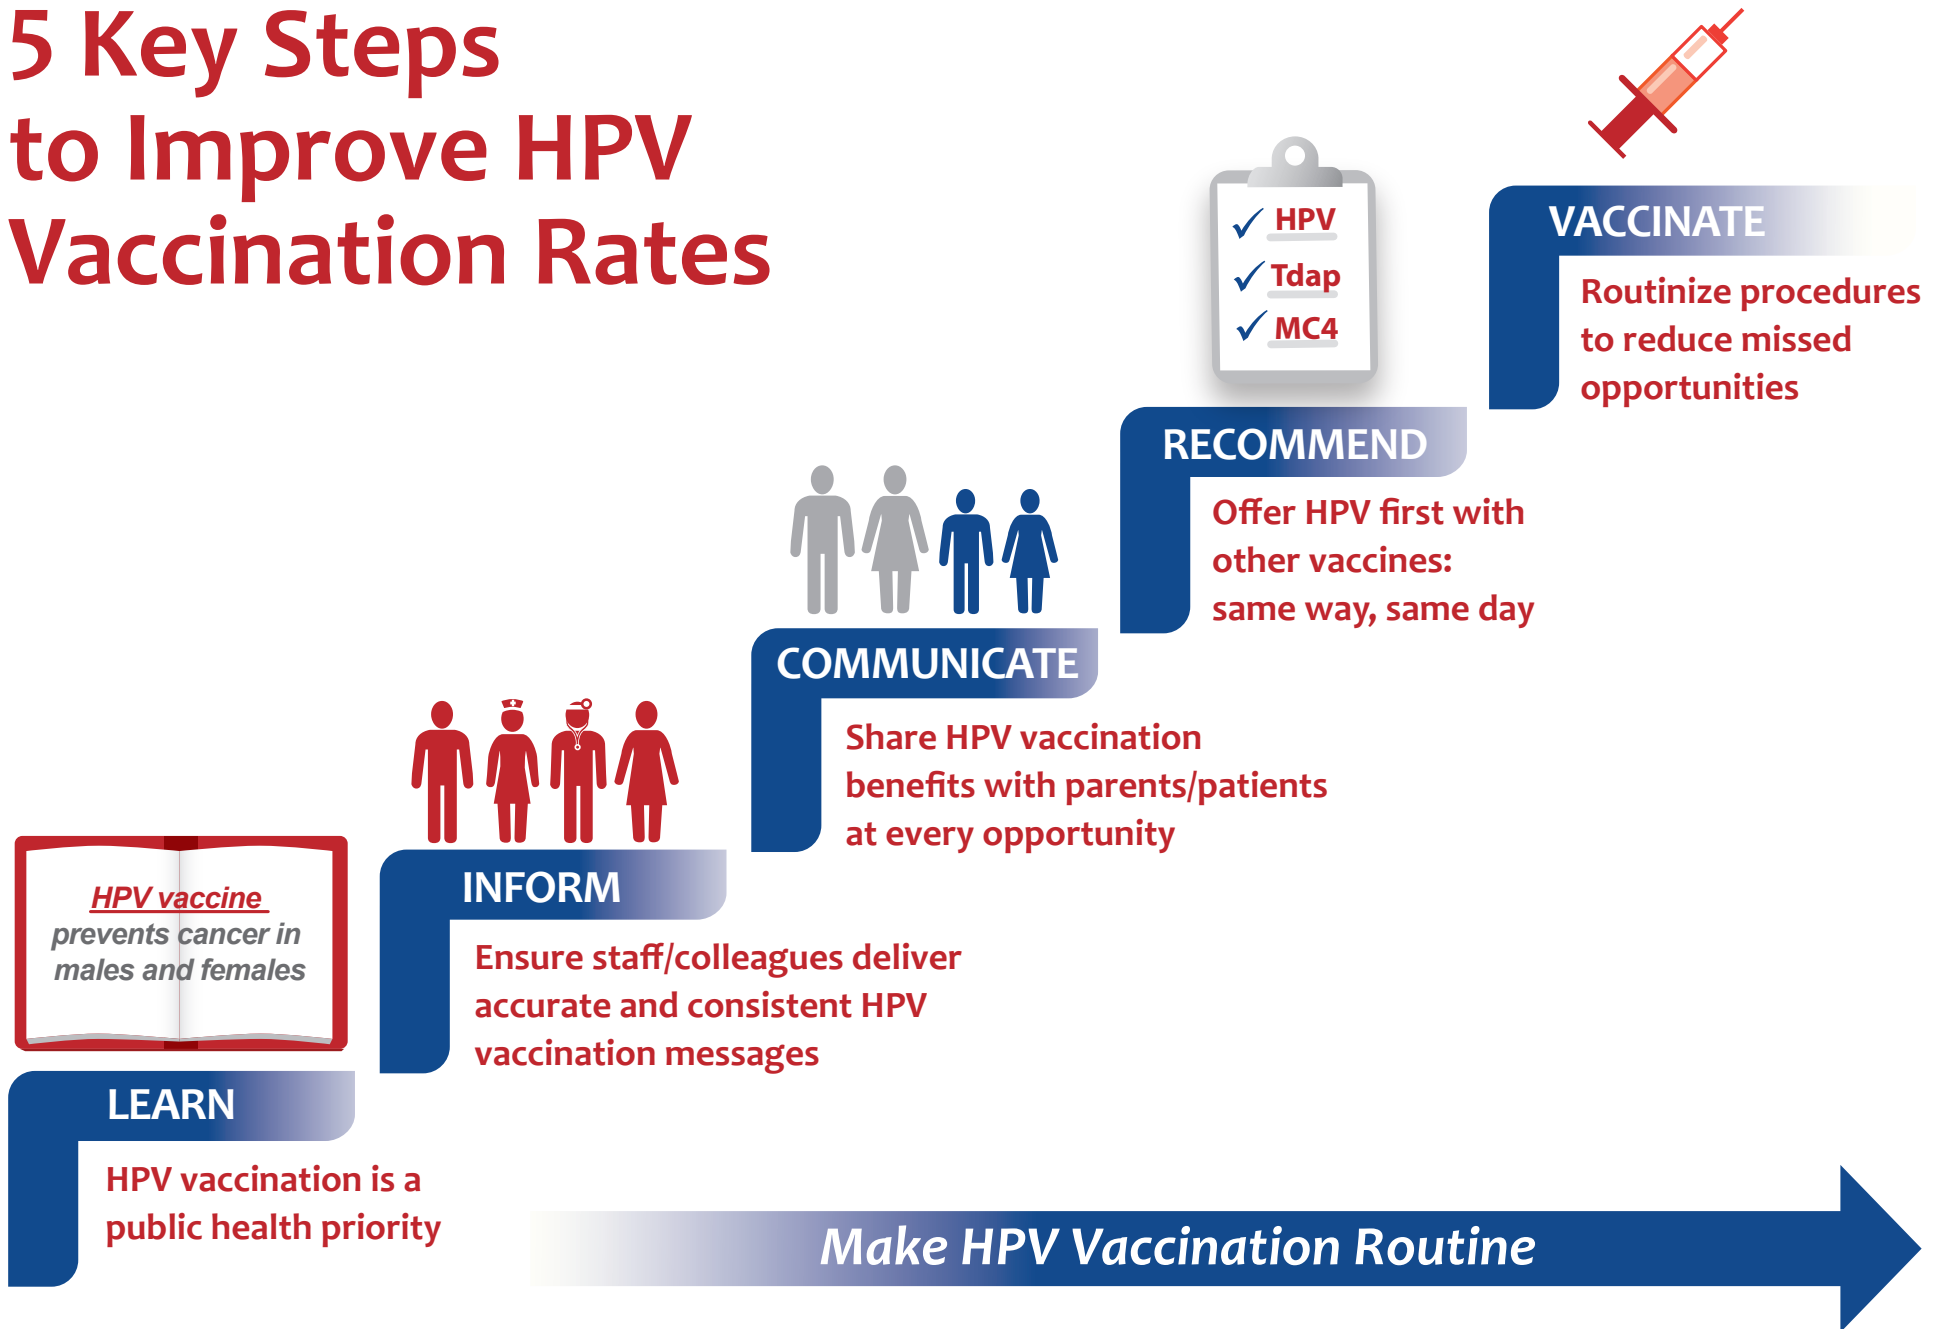 5 Key Steps
to Improve HPV
Vaccination Rates
HPV
Tdap
MC4
VACCINATE
Routinize procedures
to reduce missed
opportunities
RECOMMEND
Offer HPV first with
other vaccines:
same way, same day
COMMUNICATE
Share HPV vaccination
benefits with parents/patients
at every opportunity
INFORM
Ensure staff/colleagues deliver
accurate and consistent HPV
vaccination messages
HPV vaccine
prevents cancer in
males and females
LEARN
HPV vaccination is a
public health priority
Make HPV Vaccination Routine